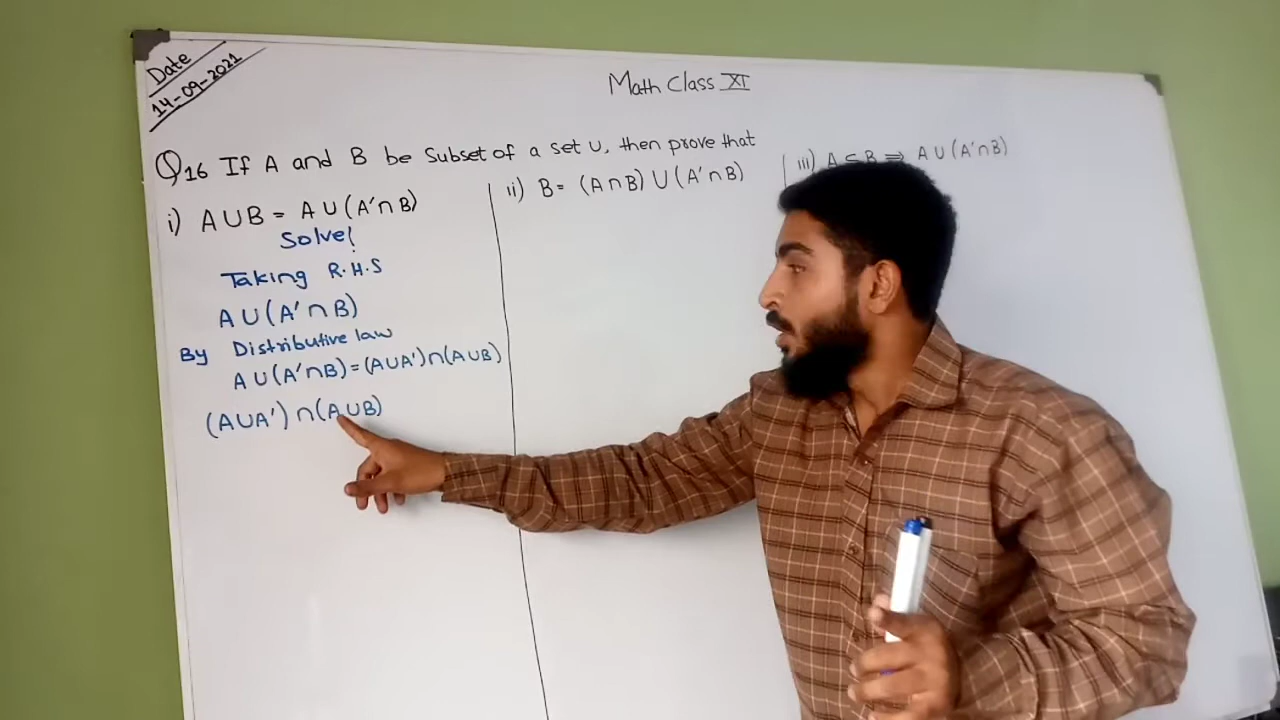 Date
14-09-2021
Math Class XI
Q16 If A and B be Subset of a set U, then prove that
i) A∪B = A∪(A'∩B)
Solve!
Taking R.H.S
A∪(A'∩B)
By Distributive law
A∪(A'∩B)=(A∪A')∩(A∪B)
(A∪A')∩(A∪B)
ii) B= (A∩B)∪(A'∩B)
iii) A⊆B ⇒ A∪(A'∩B)